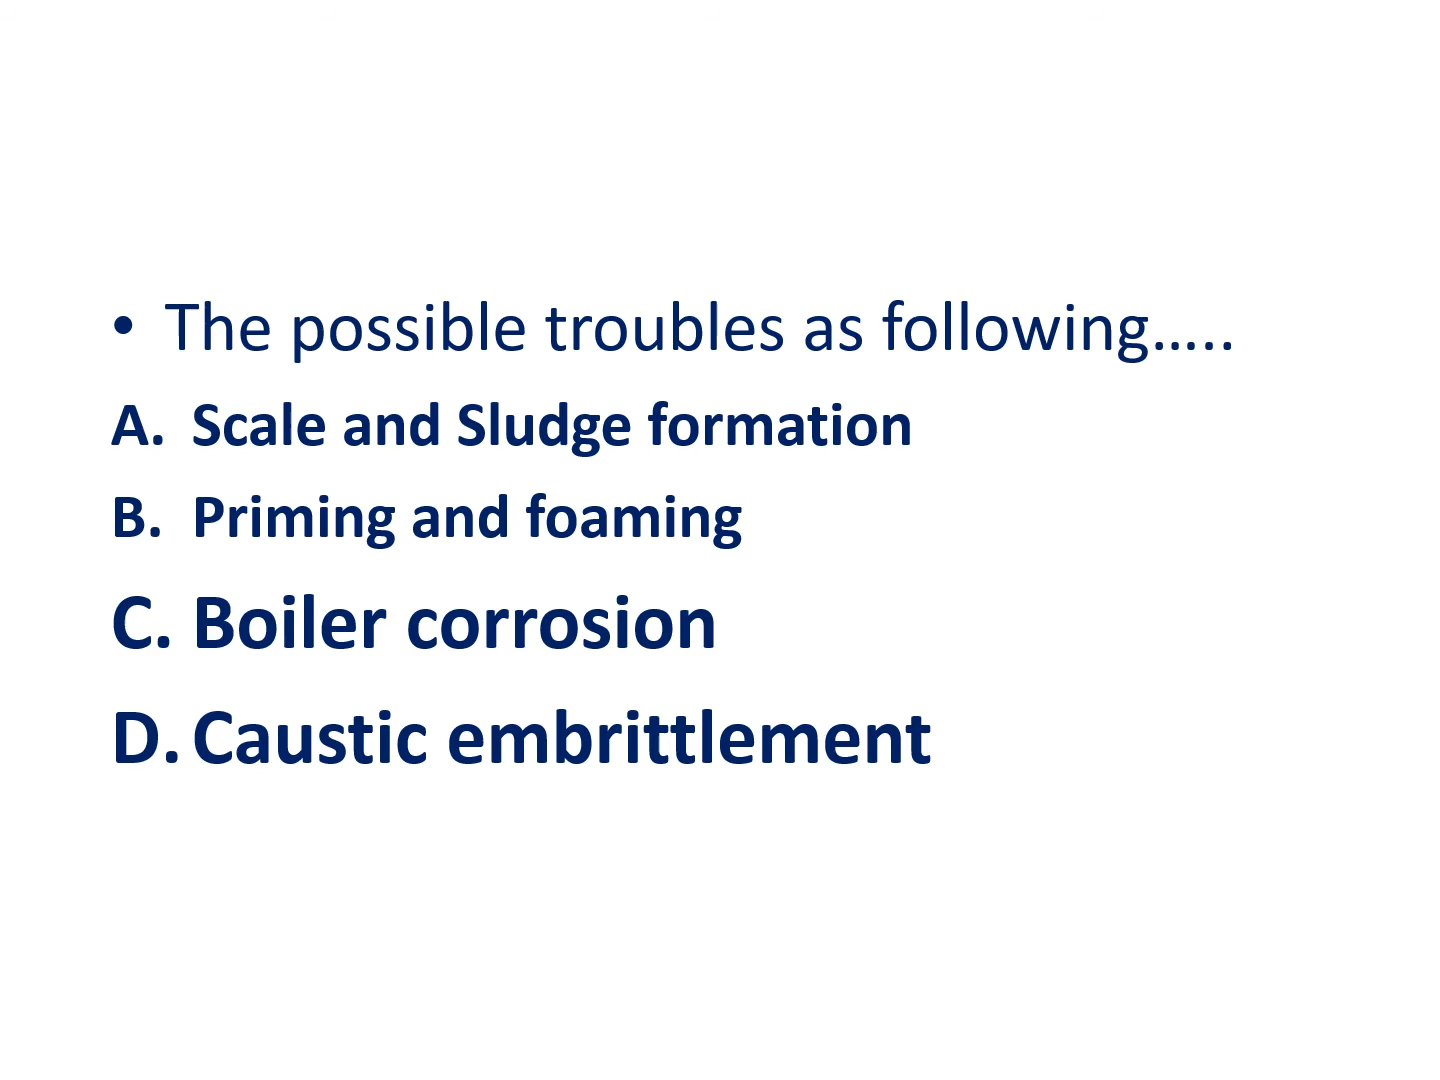 • The possible troubles as following.....
A. Scale and Sludge formation
B. Priming and foaming
C. Boiler corrosion
D. Caustic embrittlement